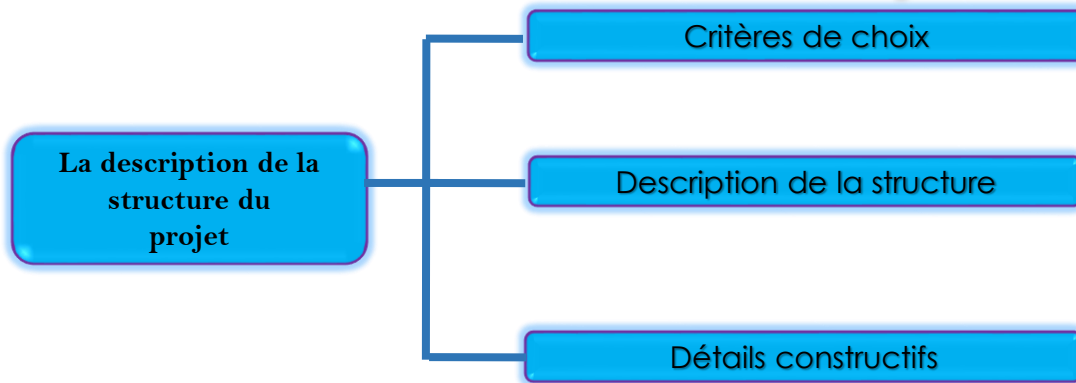 Critères de choix
La description de la
structure du
projet
Description de la structure
Détails constructifs